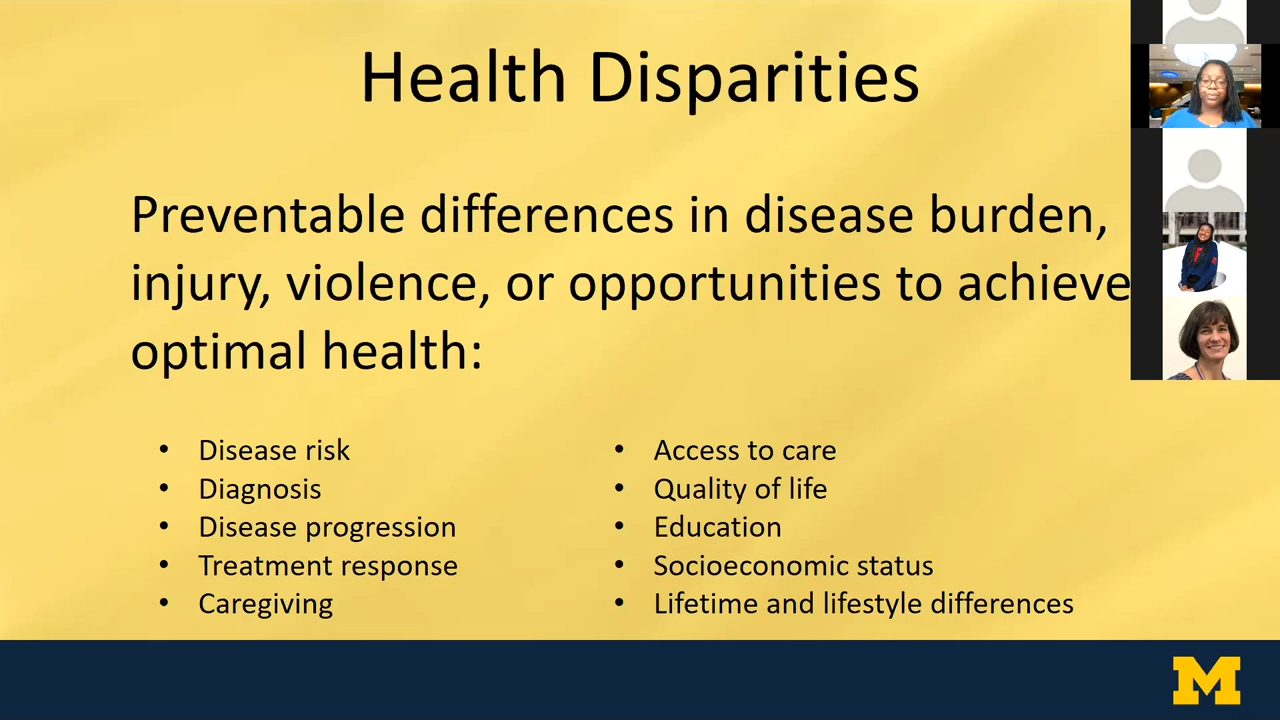 Health Disparities
Preventable differences in disease burden,
injury, violence, or opportunities to achieve
optimal health:
• Disease risk
• Diagnosis
• Disease progression
• Treatment response
• Caregiving
• Access to care
• Quality of life
• Education
• Socioeconomic status
• Lifetime and lifestyle differences
M